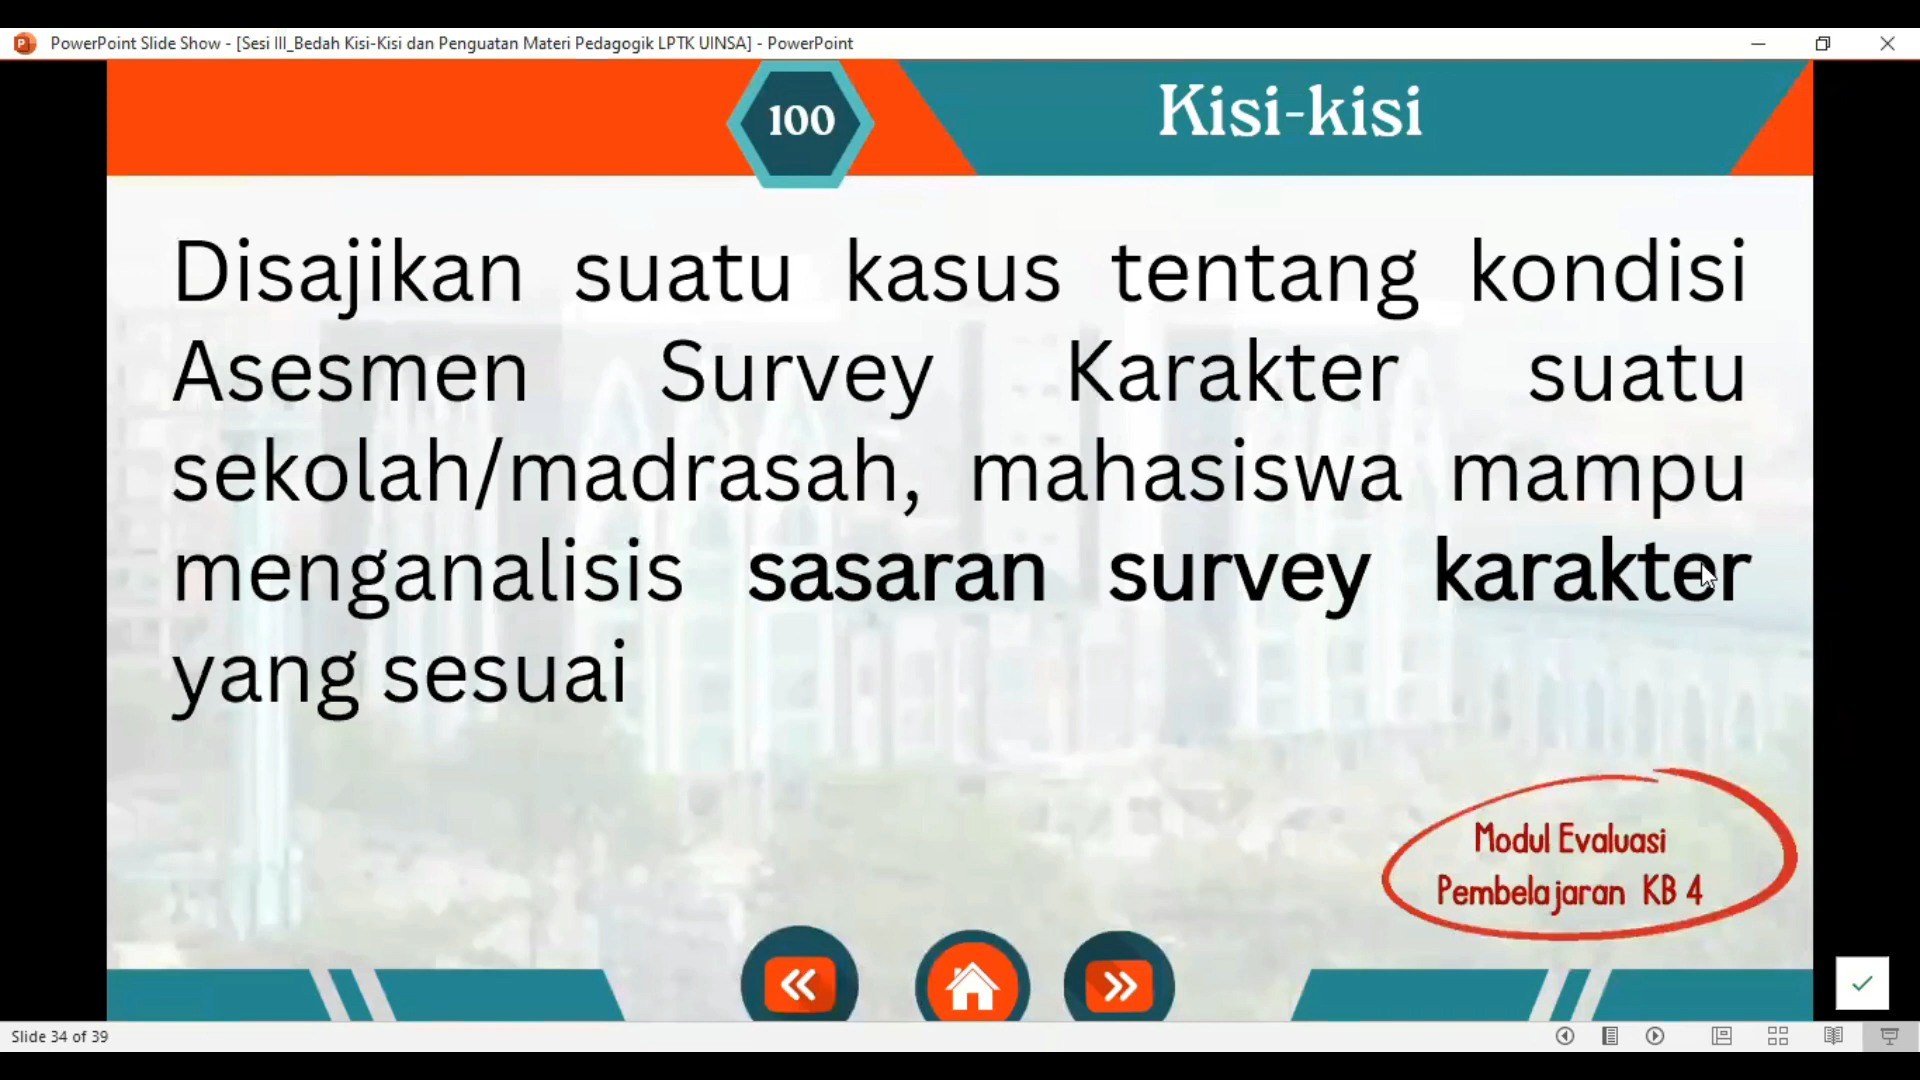 PowerPoint Slide Show - [Sesi III_Bedah Kisi-Kisi dan Penguatan Materi Pedagogik LPTK UINSA] - PowerPoint
100
Kisi-kisi
Disajikan suatu kasus tentang kondisi
Asesmen Survey Karakter suatu
sekolah/madrasah, mahasiswa mampu
menganalisis sasaran survey karakter
yang sesuai
Modul Evaluasi
Pembelajaran KB 4
Slide 34 of 39